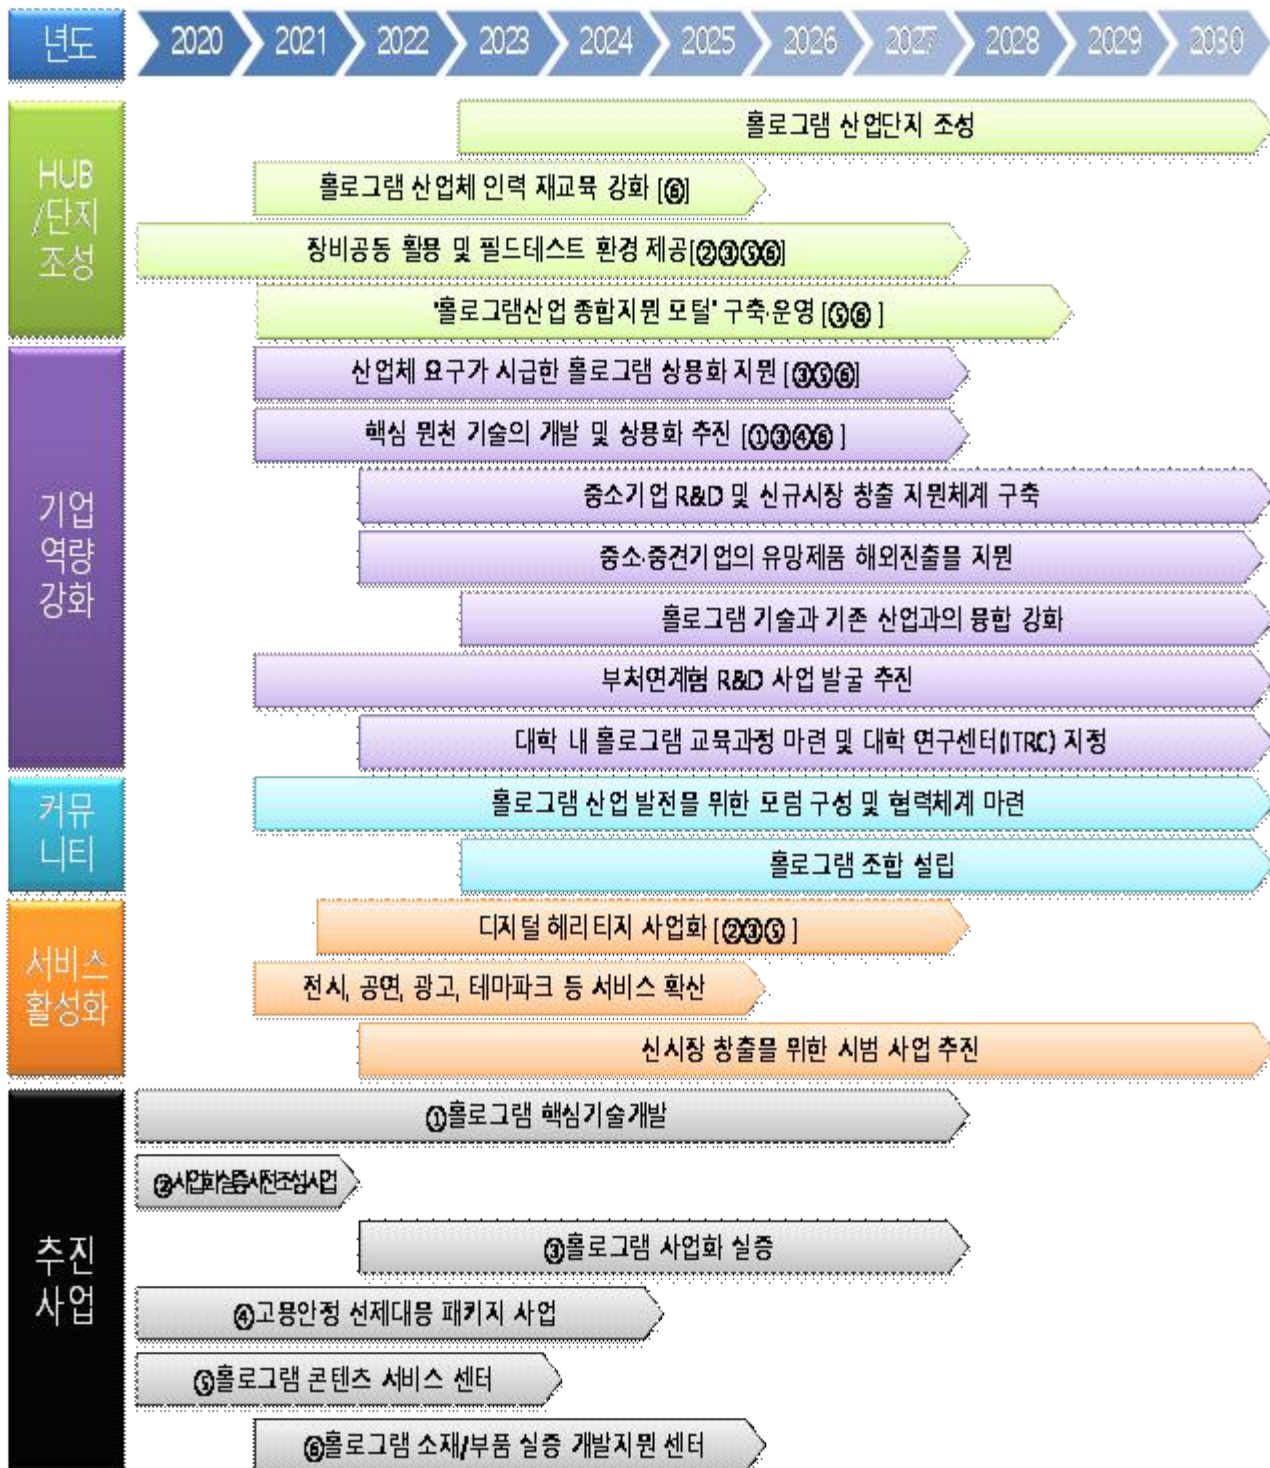 년도 2020 2021 2022 2023 2024 2025 2026 2027 2028 2029 2030
HUB
/단지
조성
홀로그램 산업단지 조성
홀로그램 산업체 인력 재교육 강화 [⑥]
장비공동 활용 및 필드테스트 환경 제공[②③⑤⑥]
'홀로그램산업 종합지원 포털' 구축·운영 [⑤⑥ ]
기업
역량
강화
산업체 요구가 시급한 홀로그램 상용화 지원 [③⑤⑥]
핵심 원천 기술의 개발 및 상용화 추진 [①③④⑥ ]
중소기업 R&D 및 신규시장 창출 지원체계 구축
중소·중견기업의 유망제품 해외진출을 지원
홀로그램 기술과 기존 산업과의 융합 강화
부처연계형 R&D 사업 발굴 추진
대학 내 홀로그램 교육과정 마련 및 대학 연구센터(ITRC) 지정
커뮤
니티
홀로그램 산업 발전을 위한 포럼 구성 및 협력체계 마련
홀로그램 조합 설립
서비스
활성화
디지털 헤리티지 사업화 [②③⑤ ]
전시, 공연, 광고, 테마파크 등 서비스 확산
신시장 창출을 위한 시범 사업 추진
추진
사업
①홀로그램 핵심기술개발
②사업화실증사전조성사업
③홀로그램 사업화 실증
④고용안정 선제대응 패키지 사업
⑤홀로그램 콘텐츠 서비스 센터
⑥홀로그램 소재/부품 실증 개발지원 센터